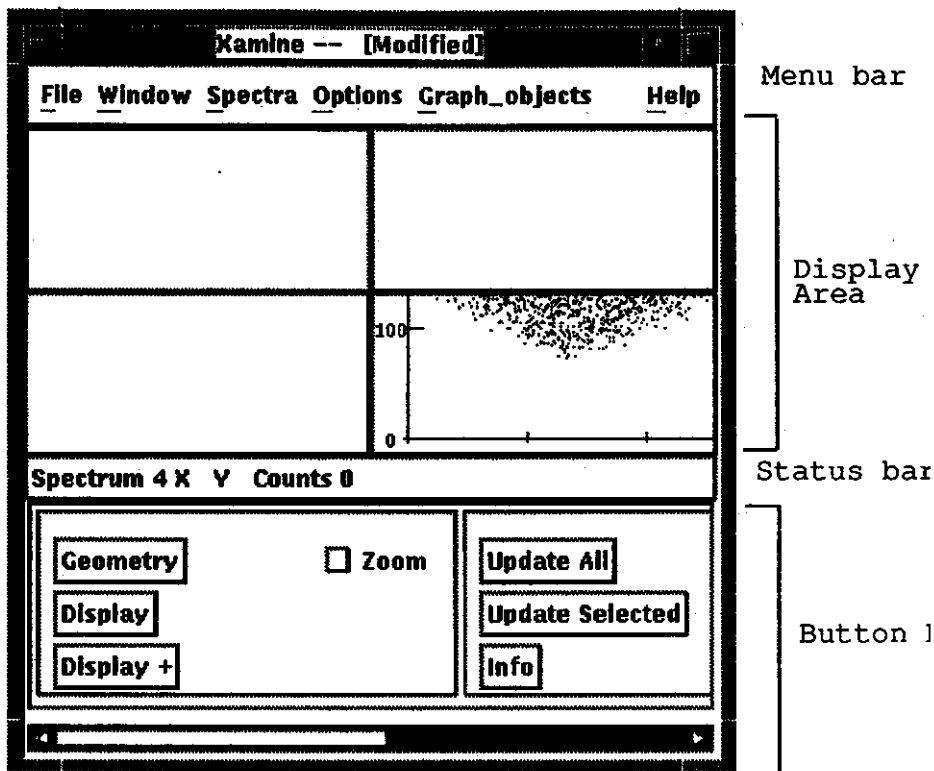 Xamine -- [Modified]
Menu bar
File Window Spectra Options Graph_objects Help
Display
Area
100
0
Status bar
Spectrum 4 X Y Counts 0
Geometry
Zoom
Update All
Display
Update Selected
Button
Display +
Info